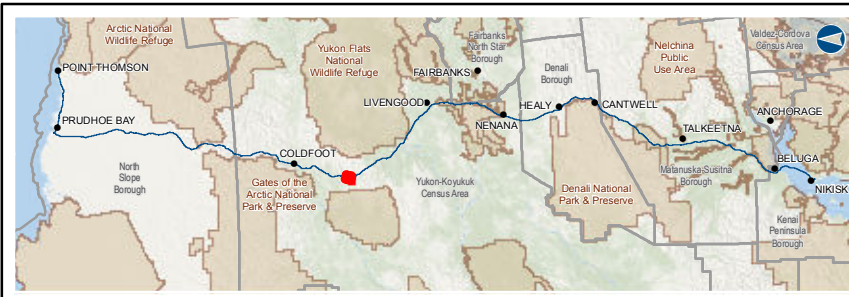 Arctic National
Wildlife Refuge
POINT THOMSON
PRUDHOE BAY
North
Slope
Borough
COLDFOOT
Gates of the
Arctic National
Park & Preserve
Yukon Flats
National
Wildlife Refuge
LIVENGOOD
FAIRBANKS
Fairbanks
North Star
Borough
NENANA
Yukon-Koyukuk
Census Area
Denali
Borough
HEALY
CANTWELL
Denali National
Park & Preserve
Nelchina
Public
Use Area
TALKEETNA
Matanuska-Susitna
Borough
Valdez-Cordova
Census Area
ANCHORAGE
BELUGA
NIKISKI
Kenai
Peninsula
Borough